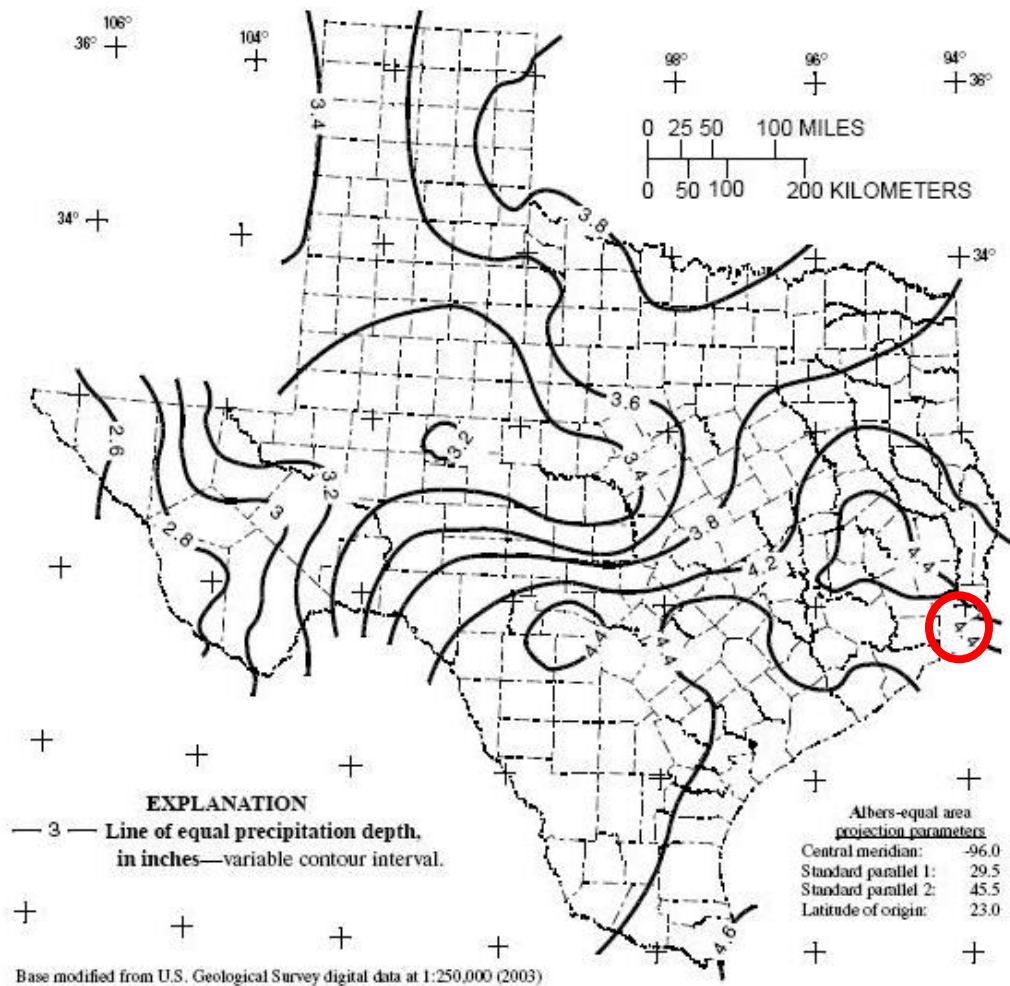 106°
36°
104°
98°
96°
94°
36°
3.4
0 25 50 100 MILES
0 50 100 200 KILOMETERS
34°
3.8
34°
2.6
3.6
3.2
3.4
3.2
3
3.8
2.8
4.2
4.4
4.4
4.4
4.4
EXPLANATION
3 Line of equal precipitation depth,
in inches—variable contour interval.
Albers-equal area
projection parameters
Central meridian: -96.0
Standard parallel 1: 29.5
Standard parallel 2: 45.5
Latitude of origin: 23.0
4.6
Base modified from U.S. Geological Survey digital data at 1:250,000 (2003)